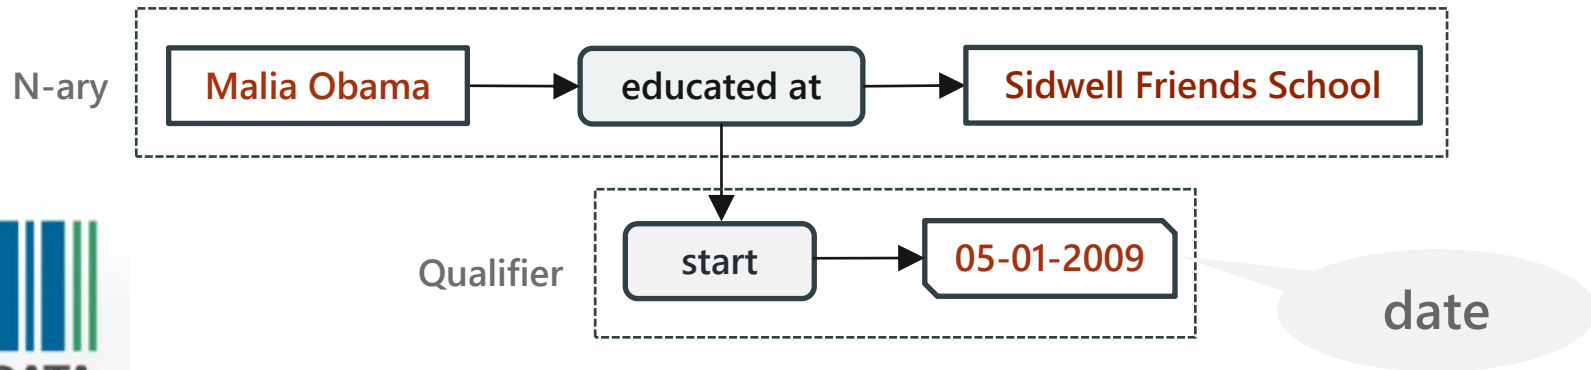 N-ary
Malia Obama
educated at
Sidwell Friends School
Qualifier
start
05-01-2009
date